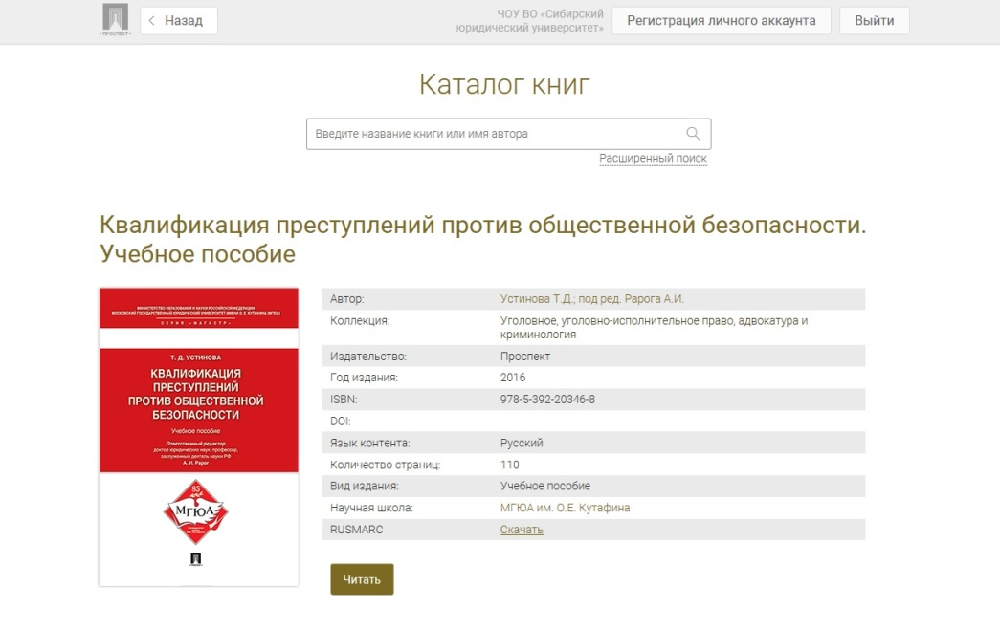 ‹ Назад
ЧОУ ВО «Сибирский
юридический университет»
Регистрация личного аккаунта
Выйти
•ПРОСПЕКТ•
Каталог книг
Введите название книги или имя автора
Расширенный поиск
Квалификация преступлений против общественной безопасности.
Учебное пособие
МИНИСТЕРСТВО ОБРАЗОВАНИЯ И НАУКИ РОССИЙСКОЙ ФЕДЕРАЦИИ
МОСКОВСКИЙ ГОСУДАРСТВЕННЫЙ ЮРИДИЧЕСКИЙ УНИВЕРСИТЕТ ИМЕНИ О. Е. КУТАФИНА (МГЮА)
СЕРИЯ «МАГИСТР»
Т. Д. УСТИНОВА
КВАЛИФИКАЦИЯ
ПРЕСТУПЛЕНИЙ
ПРОТИВ ОБЩЕСТВЕННОЙ
БЕЗОПАСНОСТИ
Учебное пособие
Ответственный редактор
доктор юридических наук, профессор,
заслуженный деятель науки РФ
А. И. Рарог
85
МГЮА
Автор: Устинова Т.Д.; под ред. Рарога А.И.
Коллекция: Уголовное, уголовно-исполнительное право, адвокатура и
криминология
Издательство: Проспект
Год издания: 2016
ISBN: 978-5-392-20346-8
DOI:
Язык контента: Русский
Количество страниц: 110
Вид издания: Учебное пособие
Научная школа: МГЮА им. О.Е. Кутафина
RUSMARC Скачать
Читать